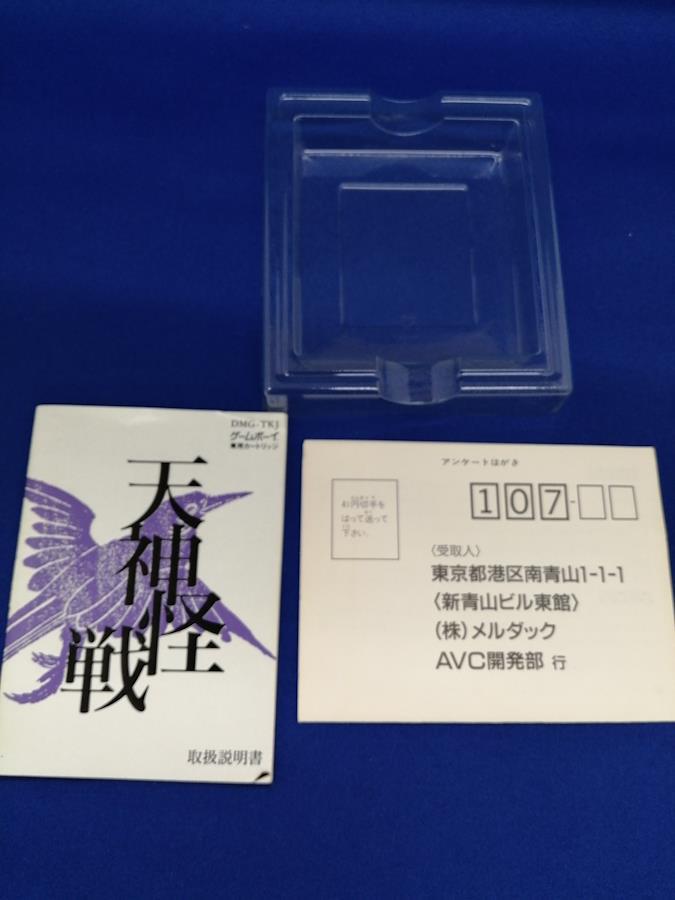 DMG-TKJ
ゲームボーイ
専用カートリッジ
天神怪戦
取扱説明書
アンケートはがき
41円切手を
はって送って
下さい。
107-
〈受取人〉
東京都港区南青山1-1-1
〈新青山ビル東館〉
(株)メルダック
AVC開発部 行